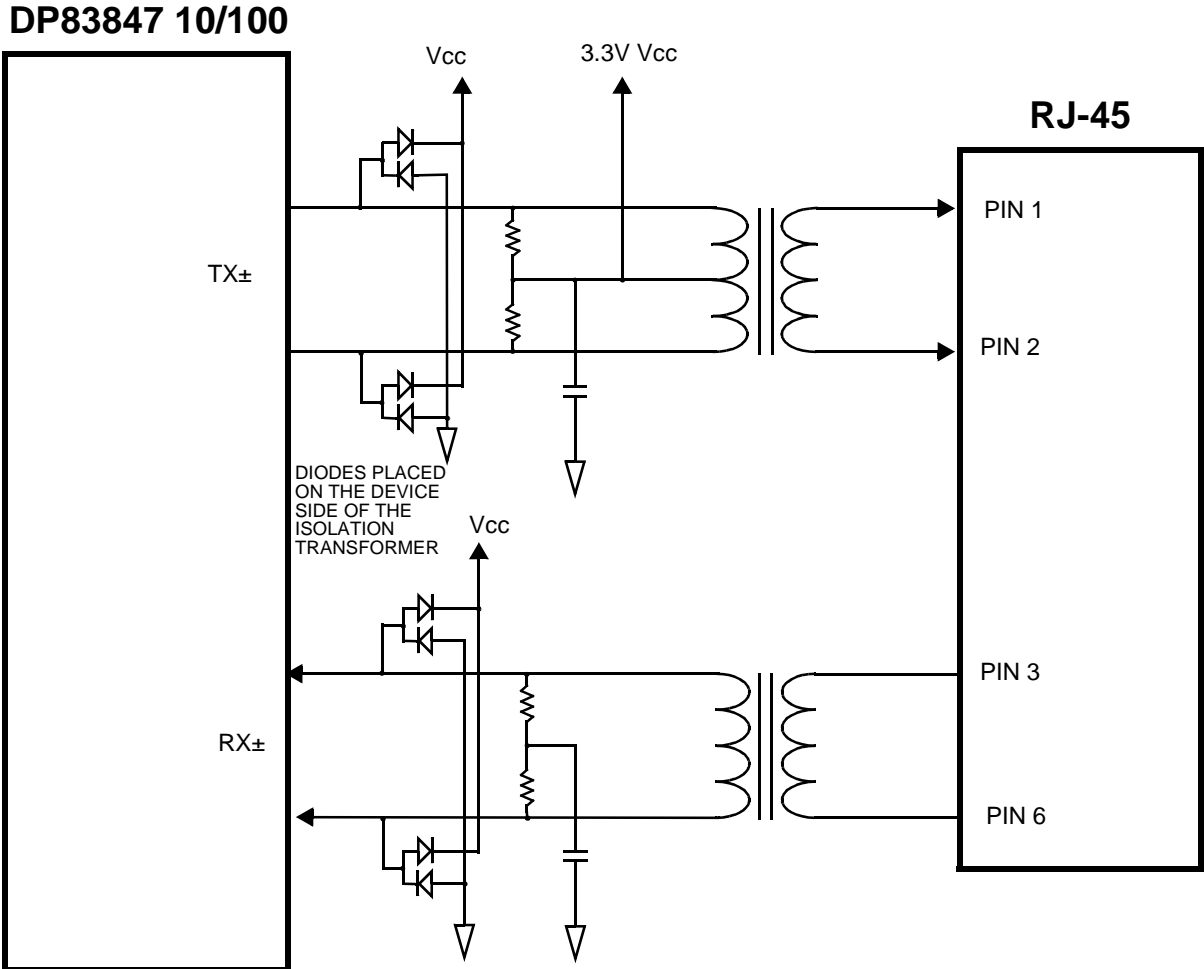 DP83847 10/100
Vcc
3.3V Vcc
RJ-45
PIN 1
TX±
PIN 2
DIODES PLACED
ON THE DEVICE
SIDE OF THE
ISOLATION
TRANSFORMER
Vcc
PIN 3
RX±
PIN 6